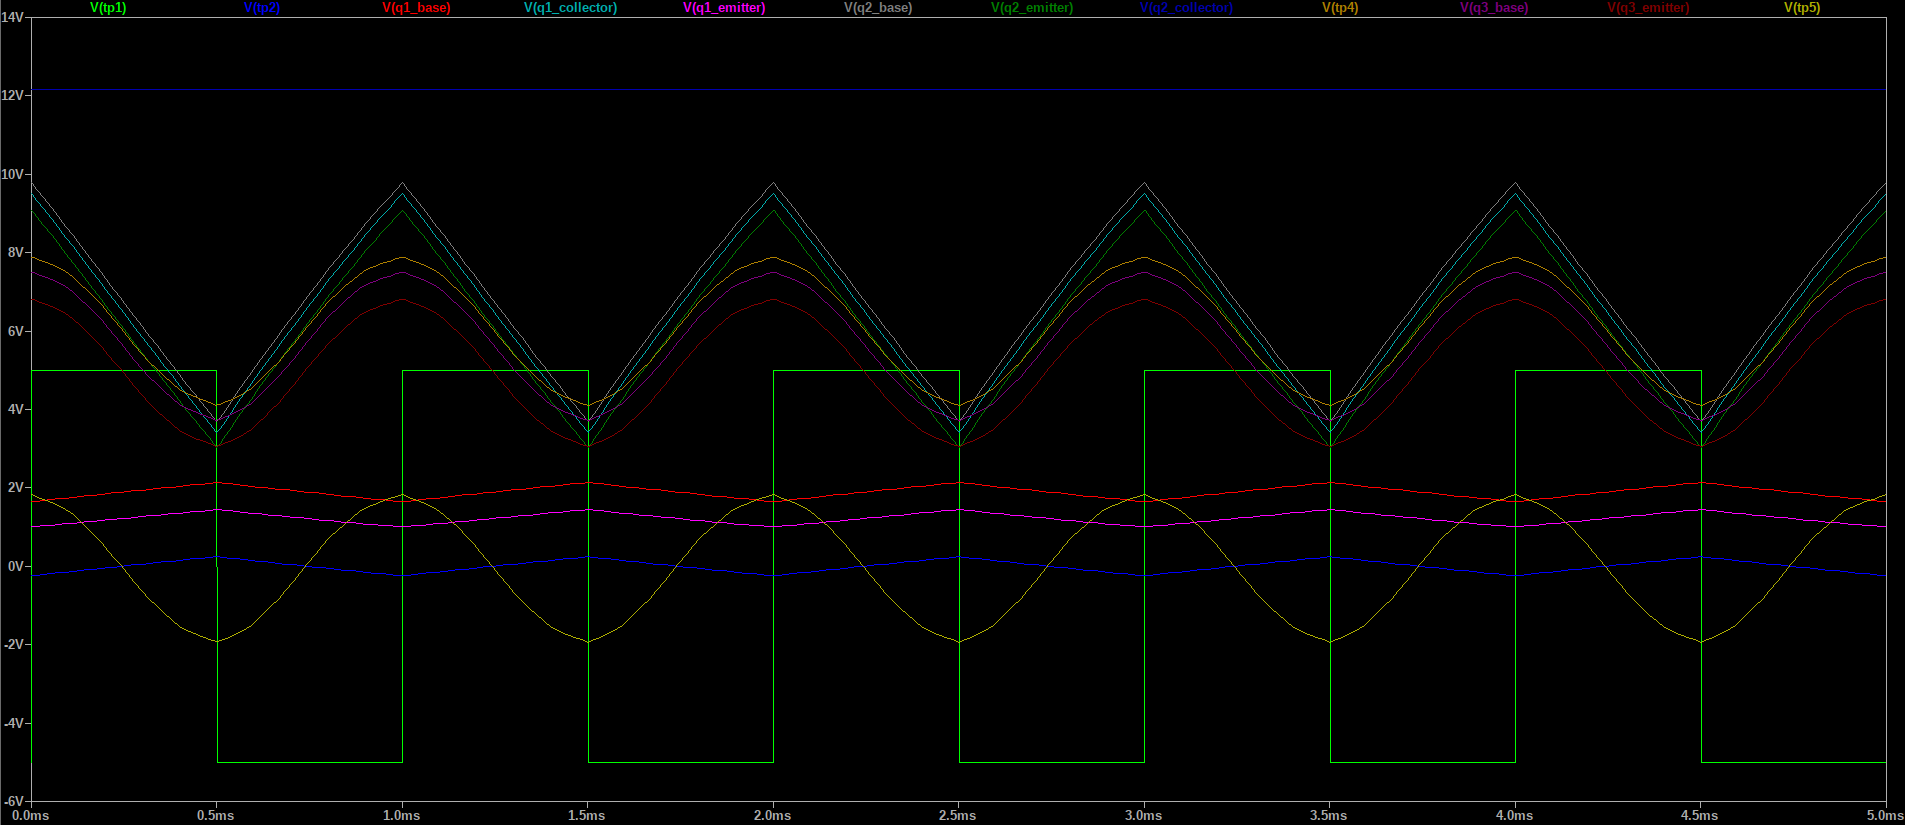 V(tp1) V(tp2) V(q1_base) V(q1_collector) V(q1_emitter) V(q2_base) V(q2_emitter) V(q2_collector) V(tp4) V(q3_base) V(q3_emitter) V(tp5)
14V
12V
10V
8V
6V
4V
2V
0V
-2V
-4V
-6V
0.0ms 0.5ms 1.0ms 1.5ms 2.0ms 2.5ms 3.0ms 3.5ms 4.0ms 4.5ms 5.0ms